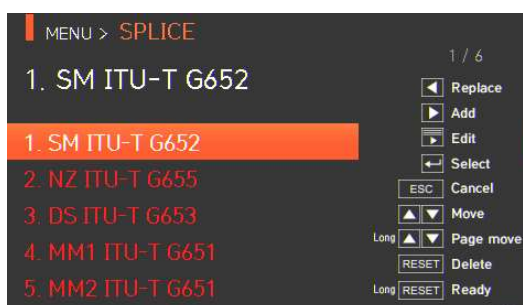 MENU > SPLICE
1 / 6
1. SM ITU-T G652
Replace
Add
1. SM ITU-T G652
Edit
Select
2. NZ ITU-T G655
ESC Cancel
3. DS ITU-T G653
Move
4. MM1 ITU-T G651
Long Page move
RESET Delete
5. MM2 ITU-T G651
Long RESET Ready